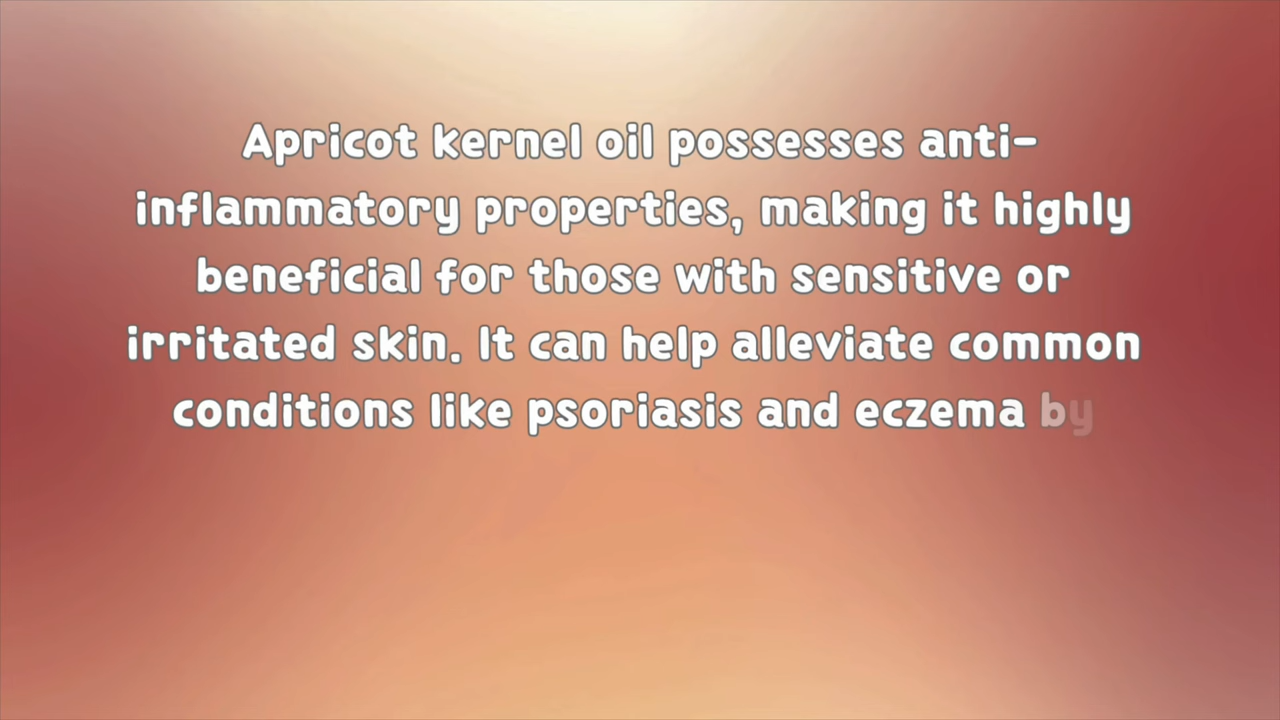 Apricot kernel oil possesses anti-
inflammatory properties, making it highly
beneficial for those with sensitive or
irritated skin. It can help alleviate common
conditions like psoriasis and eczema by